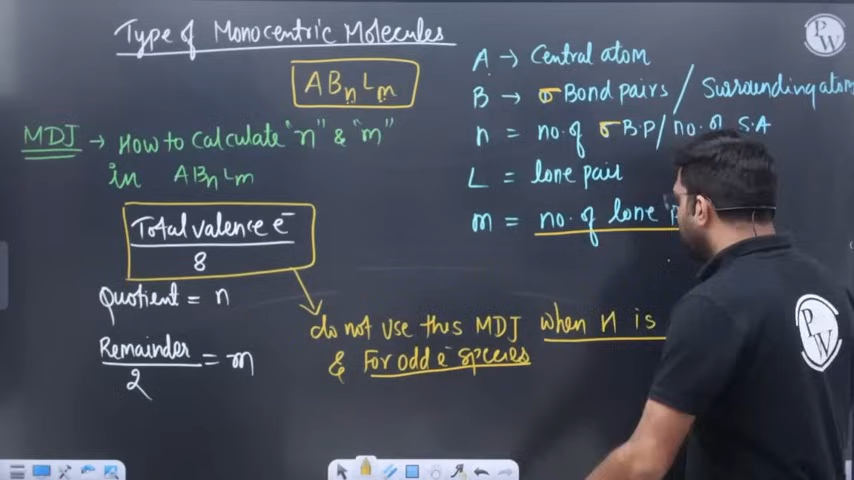 Type of Monocentric Molecules
ABnLm
MDJ → How to calculate "n" & "m"
in ABnLm
Total valence e⁻
8
Quotient = n
Remainder = m
2
A → Central atom
B → σ Bond pairs / Surrounding atom
n = no. of σ B.P / no. of S.A
L = lone pair
m = no. of lone
do not use this MDJ when H is
& For odd e⁻ species
PW
PW